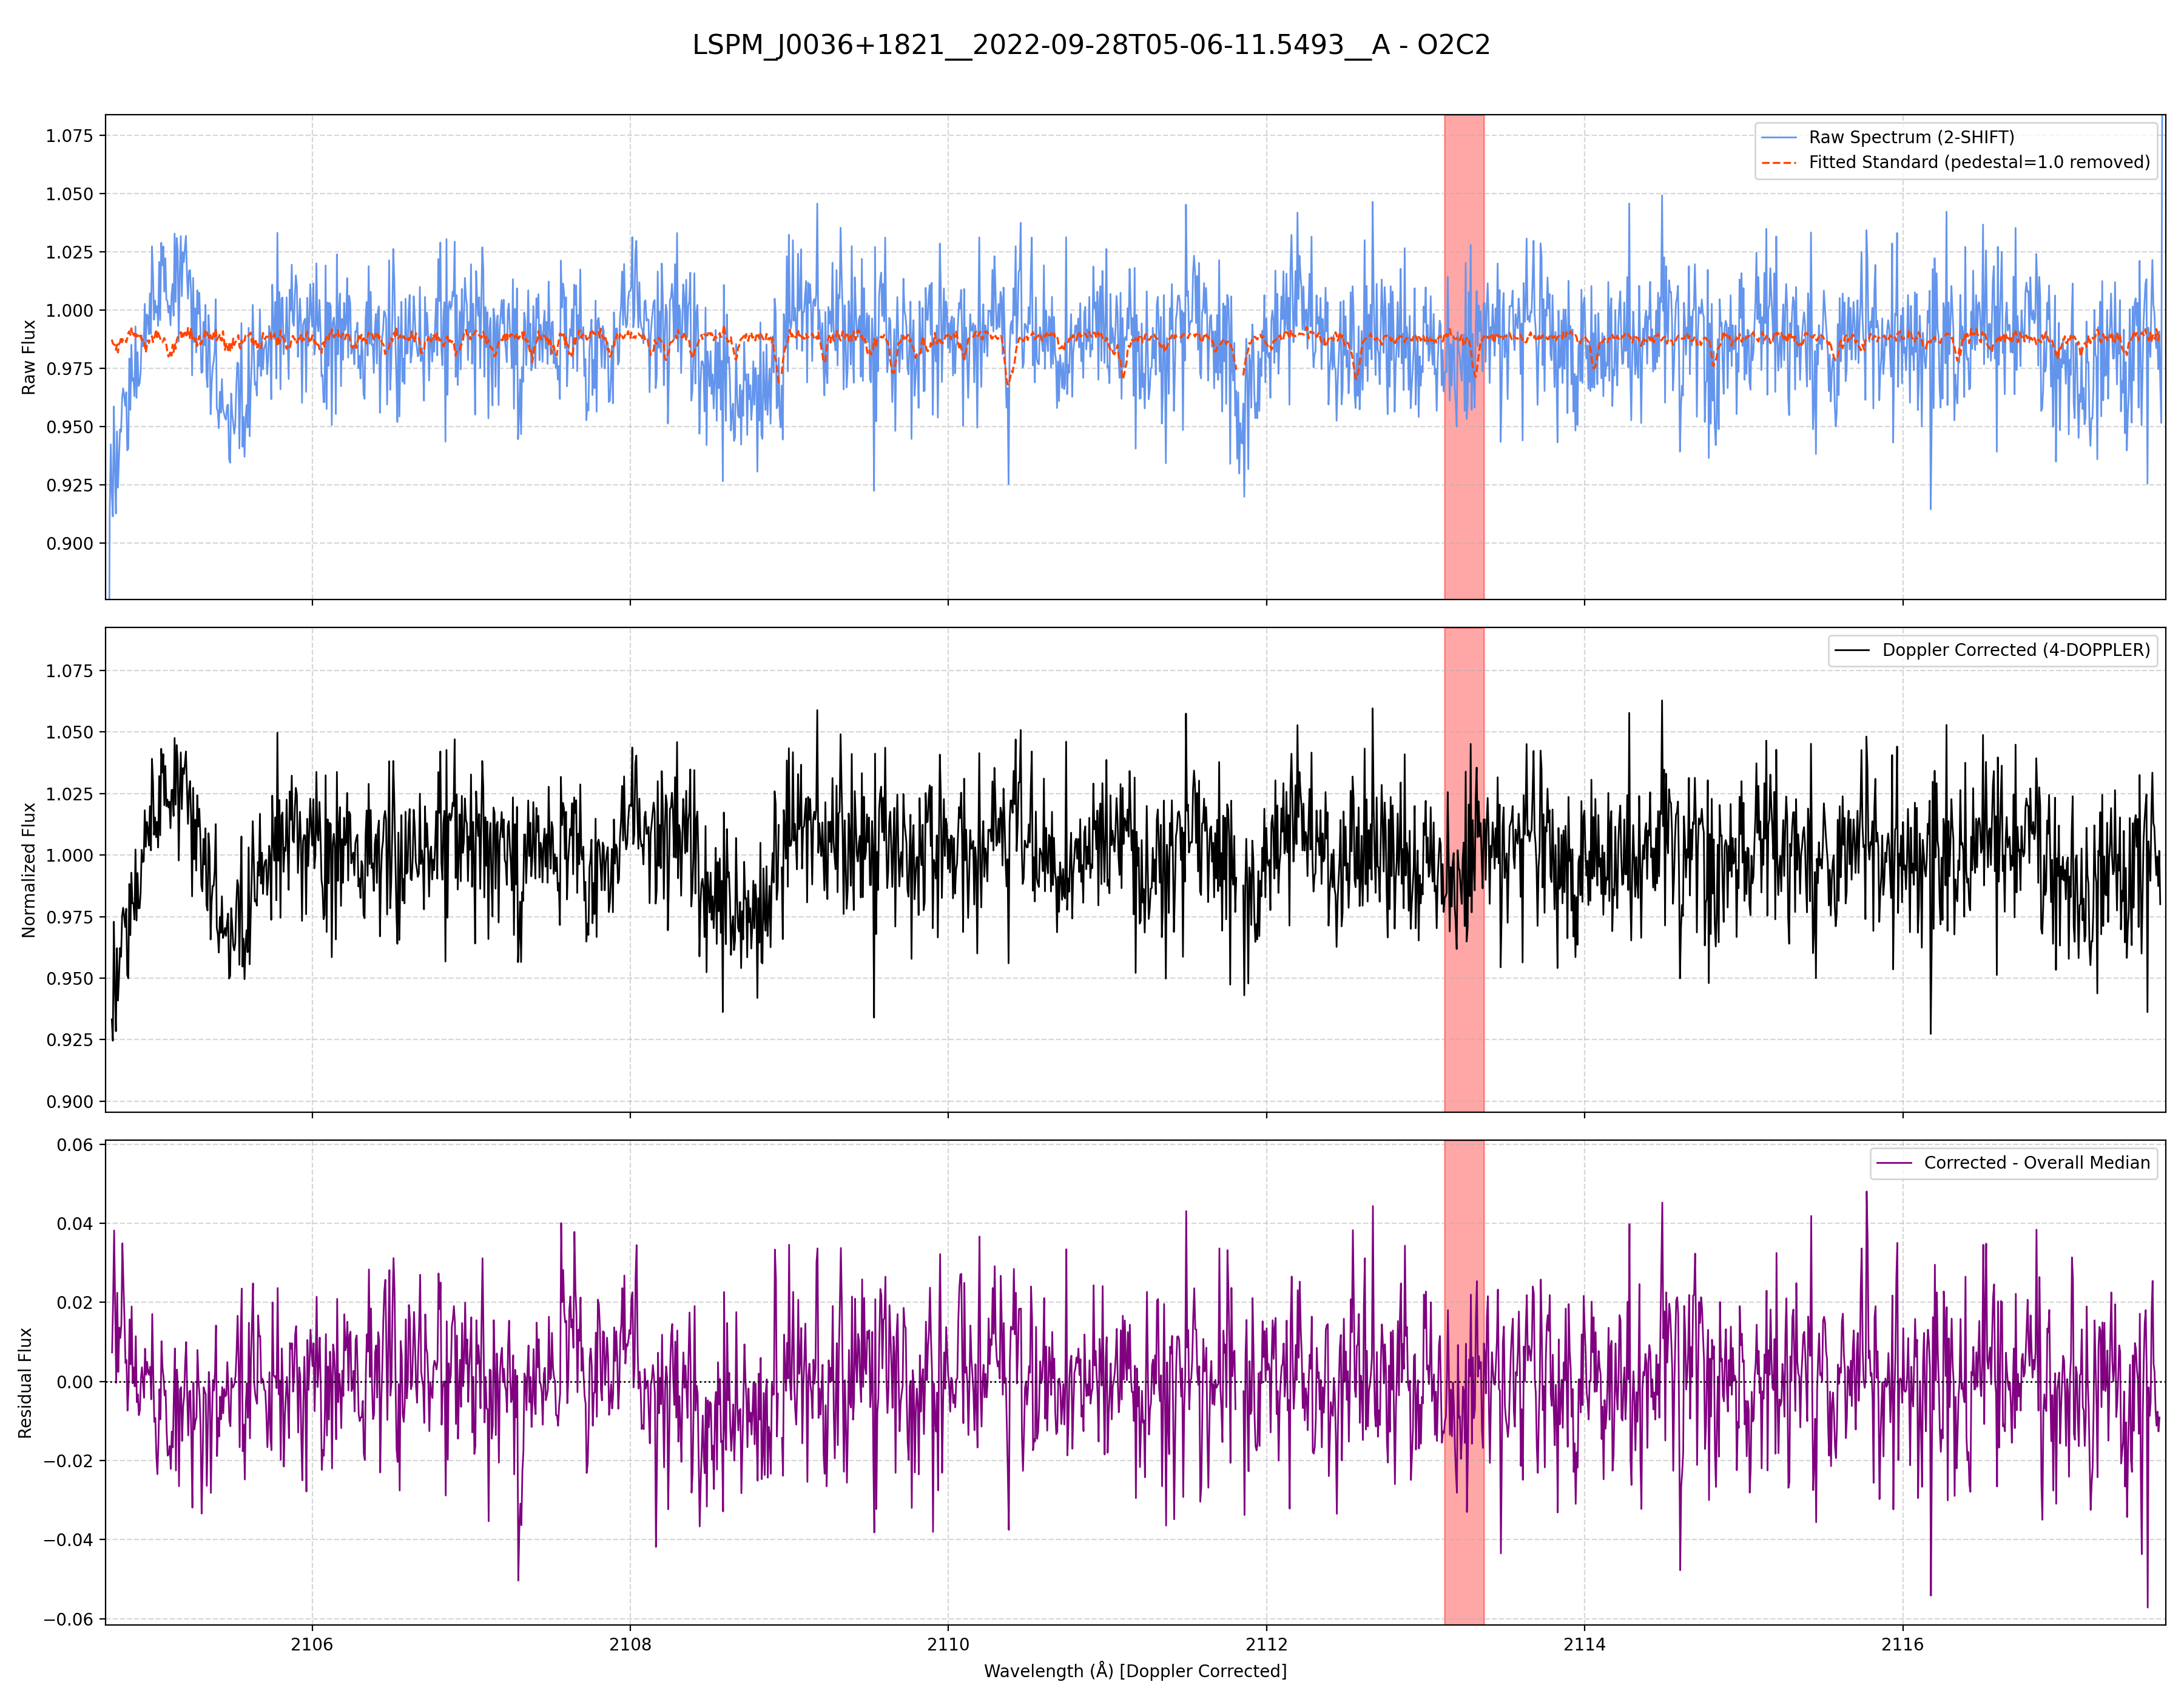 LSPM_J0036+1821__2022-09-28T05-06-11.5493__A - O2C2
Raw Flux
1.075
1.050
1.025
1.000
0.975
0.950
0.925
0.900
Raw Spectrum (2-SHIFT)
Fitted Standard (pedestal=1.0 removed)
Normalized Flux
1.075
1.050
1.025
1.000
0.975
0.950
0.925
0.900
Doppler Corrected (4-DOPPLER)
Residual Flux
0.06
0.04
0.02
0.00
−0.02
−0.04
−0.06
Corrected - Overall Median
2106 2108 2110 2112 2114 2116
Wavelength (Å) [Doppler Corrected]